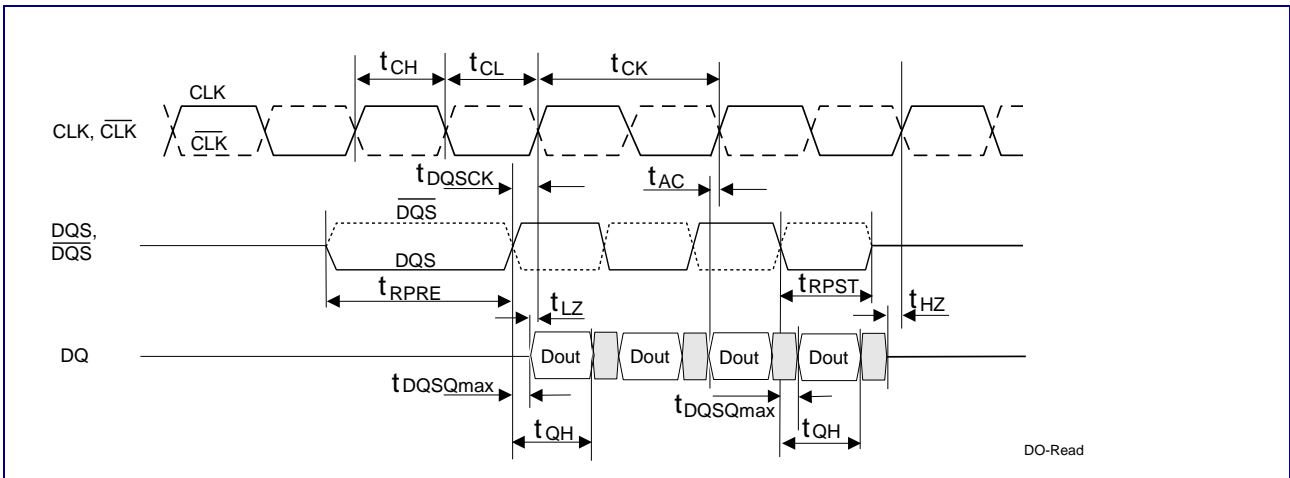 tCH tCL tCK
CLK
CLK, CLK
CLK
tDQSCK tAC
DQS
DQS,
DQS
DQS
tRPRE tRPST
tLZ tHZ
DQ Dout Dout Dout Dout
tDQSQmax tDQSQmax
tQH tQH
DO-Read